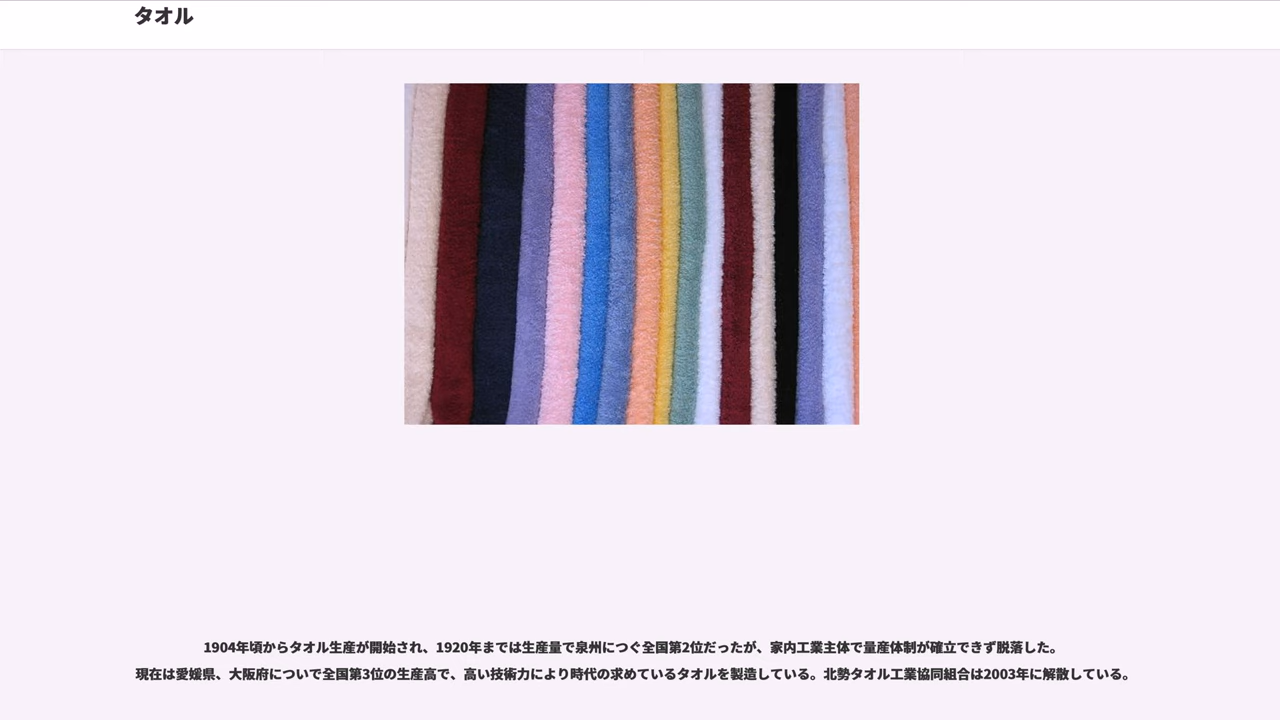 タオル
1904年頃からタオル生産が開始され、1920年までは生産量で泉州につぐ全国第2位だったが、家内工業主体で量産体制が確立できず脱落した。
現在は愛媛県、大阪府についで全国第3位の生産高で、高い技術力により時代の求めているタオルを製造している。北勢タオル工業協同組合は2003年に解散している。